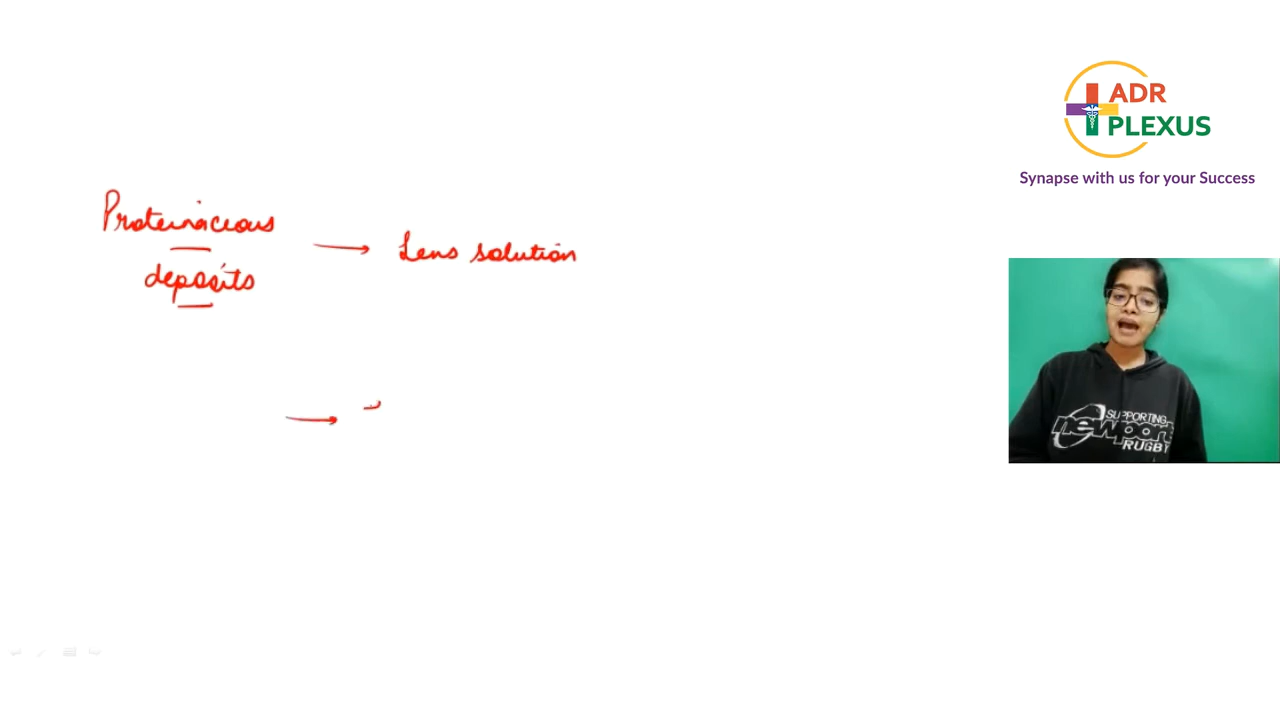 ADR
PLEXUS
Synapse with us for your Success
Proteinaceous
deposits
→ Lens solution
→
SUPPORTING
newport
RUGBY